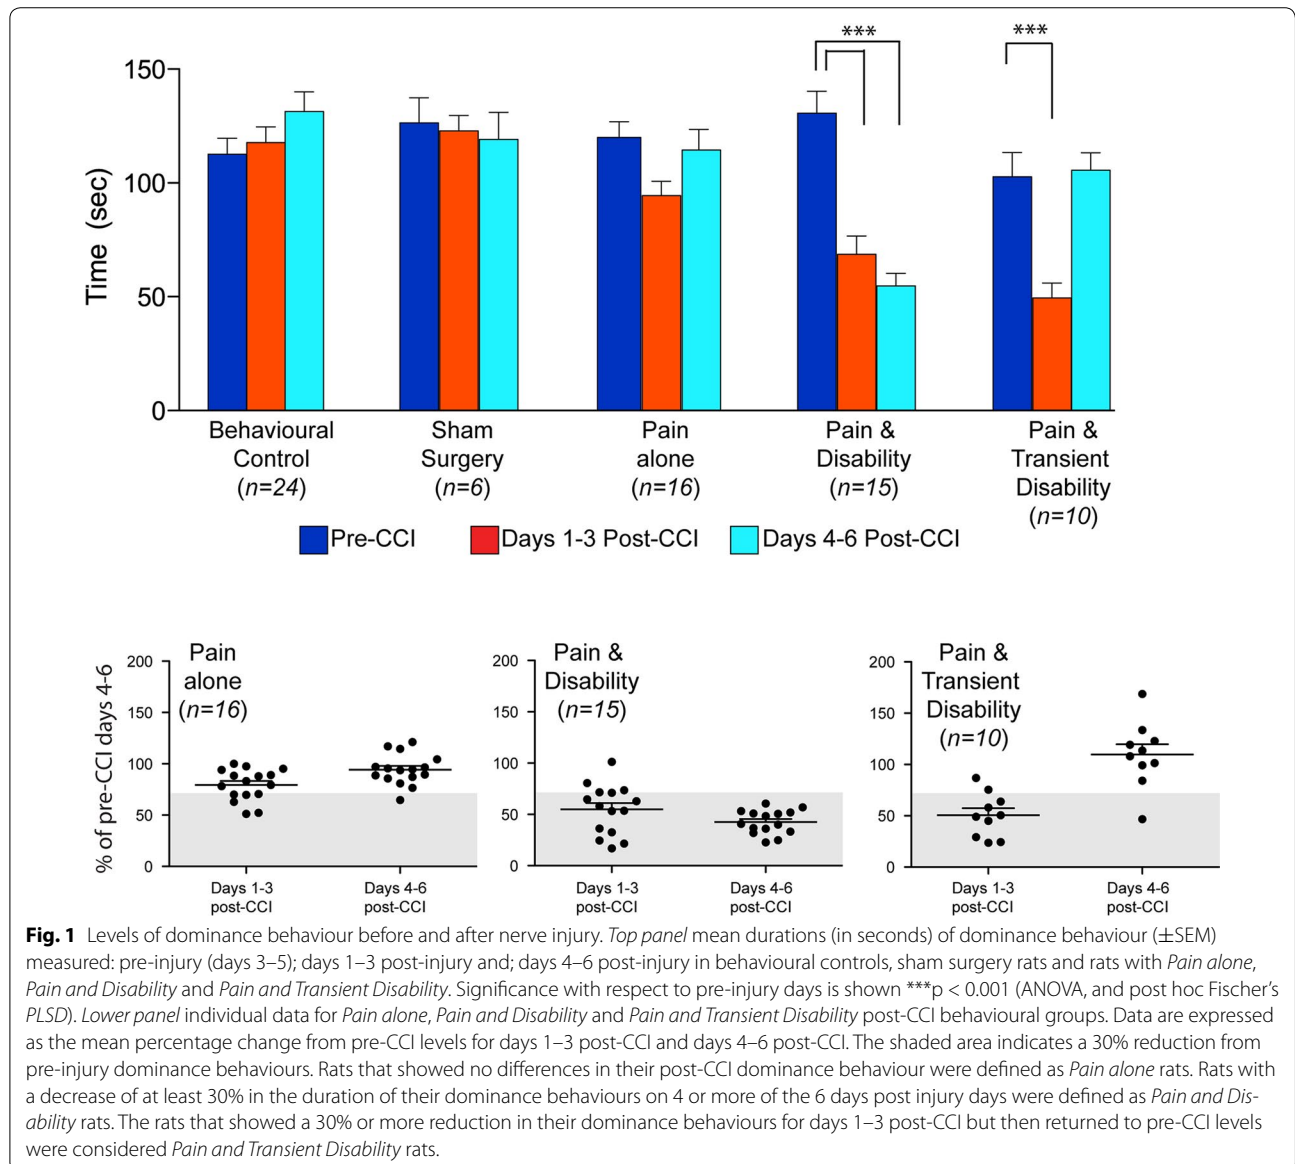 *** ***
150
100
50
0
Time (sec)
Behavioural
Control
(n=24)
Sham
Surgery
(n=6)
Pain
alone
(n=16)
Pain &
Disability
(n=15)
Pain &
Transient
Disability
(n=10)
Pre-CCI Days 1-3 Post-CCI Days 4-6 Post-CCI
% of pre-CCI days 4-6
200
150
100
50
0
Pain
alone
(n=16)
Days 1-3
post-CCI
Days 4-6
post-CCI
200
150
100
50
0
Pain &
Disability
(n=15)
Days 1-3
post-CCI
Days 4-6
post-CCI
200
150
100
50
0
Pain &
Transient
Disability
(n=10)
Days 1-3
post-CCI
Days 4-6
post-CCI
Fig. 1 Levels of dominance behaviour before and after nerve injury. Top panel mean durations (in seconds) of dominance behaviour (±SEM)
measured: pre-injury (days 3–5); days 1–3 post-injury and; days 4–6 post-injury in behavioural controls, sham surgery rats and rats with Pain alone,
Pain and Disability and Pain and Transient Disability. Significance with respect to pre-injury days is shown ***p < 0.001 (ANOVA, and post hoc Fischer's
PLSD). Lower panel individual data for Pain alone, Pain and Disability and Pain and Transient Disability post-CCI behavioural groups. Data are expressed
as the mean percentage change from pre-CCI levels for days 1–3 post-CCI and days 4–6 post-CCI. The shaded area indicates a 30% reduction from
pre-injury dominance behaviours. Rats that showed no differences in their post-CCI dominance behaviour were defined as Pain alone rats. Rats with
a decrease of at least 30% in the duration of their dominance behaviours on 4 or more of the 6 days post injury days were defined as Pain and Dis-
ability rats. The rats that showed a 30% or more reduction in their dominance behaviours for days 1–3 post-CCI but then returned to pre-CCI levels
were considered Pain and Transient Disability rats.